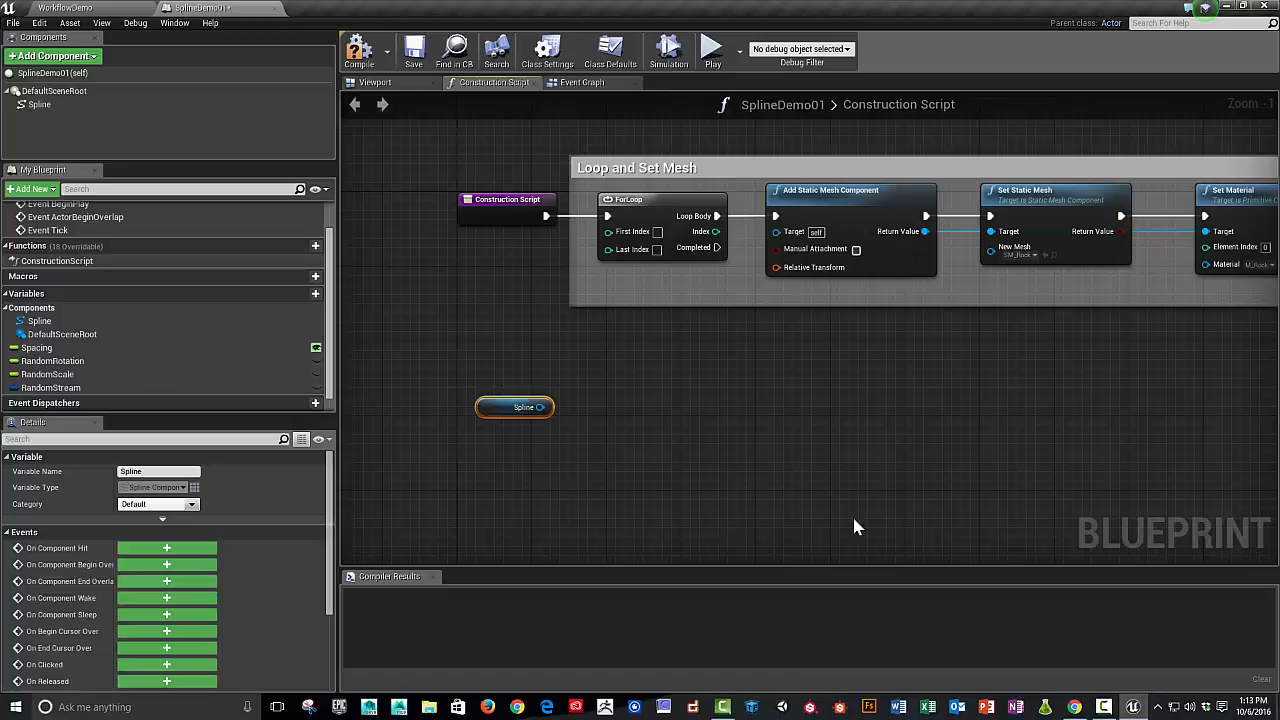 WorkflowDemo
SplineDemo01*
File Edit Asset View Debug Window Help
Parent class: Actor
Search For Help
Components
+Add Component
SplineDemo01(self)
DefaultSceneRoot
Spline
My Blueprint
+Add New
Search
Event BeginPlay
Event ActorBeginOverlap
Event Tick
Functions (18 Overridable)
ConstructionScript
Macros
Variables
Components
Spline
DefaultSceneRoot
Spacing
RandomRotation
RandomScale
RandomStream
Event Dispatchers
Details
Search
Variable
Variable Name Spline
Variable Type Spline Compon
Category Default
Events
On Component Hit
On Component Begin Over
On Component End Overla
On Component Wake
On Component Sleep
On Begin Cursor Over
On End Cursor Over
On Clicked
On Released
Compile Save Find in CB Search Class Settings Class Defaults Simulation Play
No debug object selected
Debug Filter
Viewport Construction Script Event Graph
SplineDemo01 > Construction Script
Zoom -1
Loop and Set Mesh
Construction Script
ForLoop
Loop Body
First Index
Index
Last Index
Completed
Add Static Mesh Component
Target self
Return Value
Manual Attachment
Relative Transform
Set Static Mesh
Target is Static Mesh Component
Target
Return Value
New Mesh
SM_Rock
Set Material
Target is Primitive C
Target
Element Index 0
Material M_Rock
Spline
BLUEPRINT
Compiler Results
Clear
Ask me anything
1:13 PM
10/6/2016